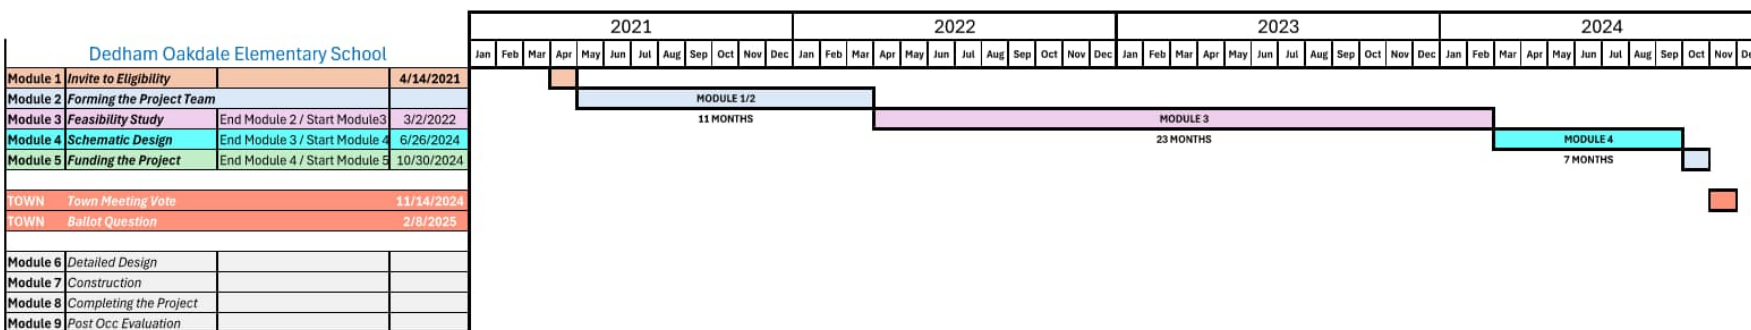 2021 2022 2023 2024
Dedham Oakdale Elementary School
Jan Feb Mar Apr May Jun Jul Aug Sep Oct Nov Dec Jan Feb Mar Apr May Jun Jul Aug Sep Oct Nov Dec Jan Feb Mar Apr May Jun Jul Aug Sep Oct Nov Dec Jan Feb Mar Apr May Jun Jul Aug Sep Oct Nov De
Module 1 Invite to Eligibility 4/14/2021
Module 2 Forming the Project Team MODULE 1/2
Module 3 Feasibility Study End Module 2 / Start Module3 3/2/2022 11 MONTHS MODULE 3
Module 4 Schematic Design End Module 3 / Start Module 4 6/26/2024 23 MONTHS MODULE 4
Module 5 Funding the Project End Module 4 / Start Module 5 10/30/2024 7 MONTHS
TOWN Town Meeting Vote 11/14/2024
TOWN Ballot Question 2/8/2025
Module 6 Detailed Design
Module 7 Construction
Module 8 Completing the Project
Module 9 Post Occ Evaluation